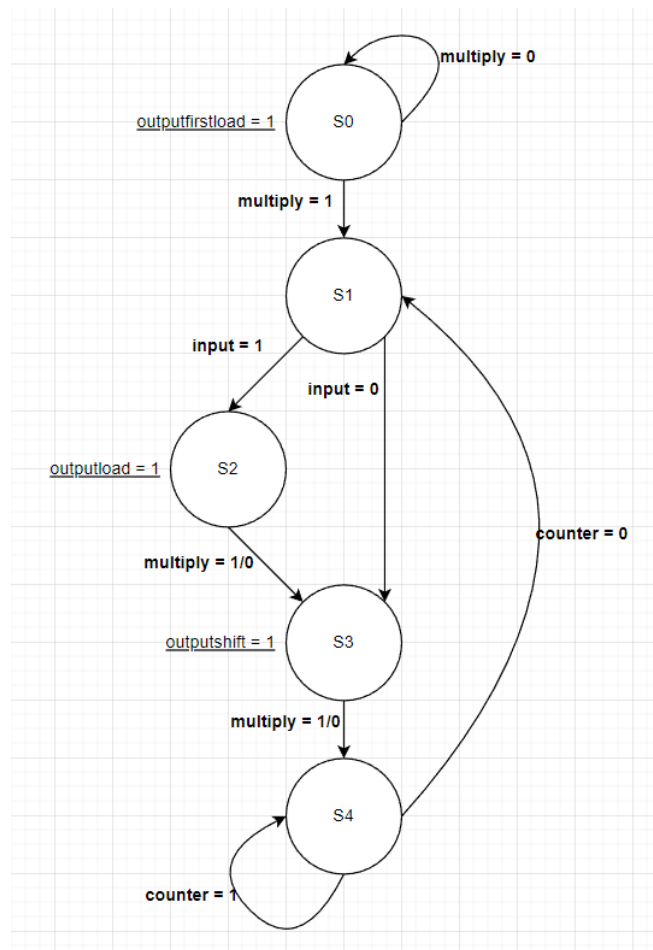 multiply = 0
outputfirstload = 1
S0
multiply = 1
S1
input = 1
input = 0
outputload = 1
S2
counter = 0
multiply = 1/0
outputshift = 1
S3
multiply = 1/0
S4
counter = 1